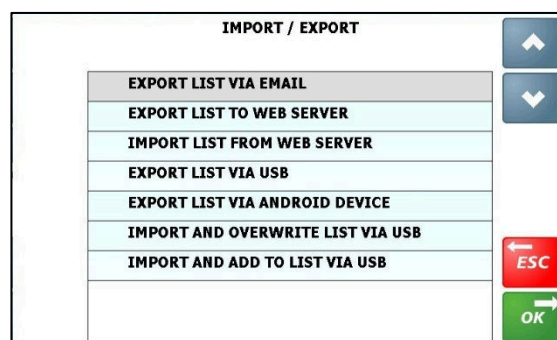 IMPORT / EXPORT
EXPORT LIST VIA EMAIL
EXPORT LIST TO WEB SERVER
IMPORT LIST FROM WEB SERVER
EXPORT LIST VIA USB
EXPORT LIST VIA ANDROID DEVICE
IMPORT AND OVERWRITE LIST VIA USB
IMPORT AND ADD TO LIST VIA USB
ESC
OK